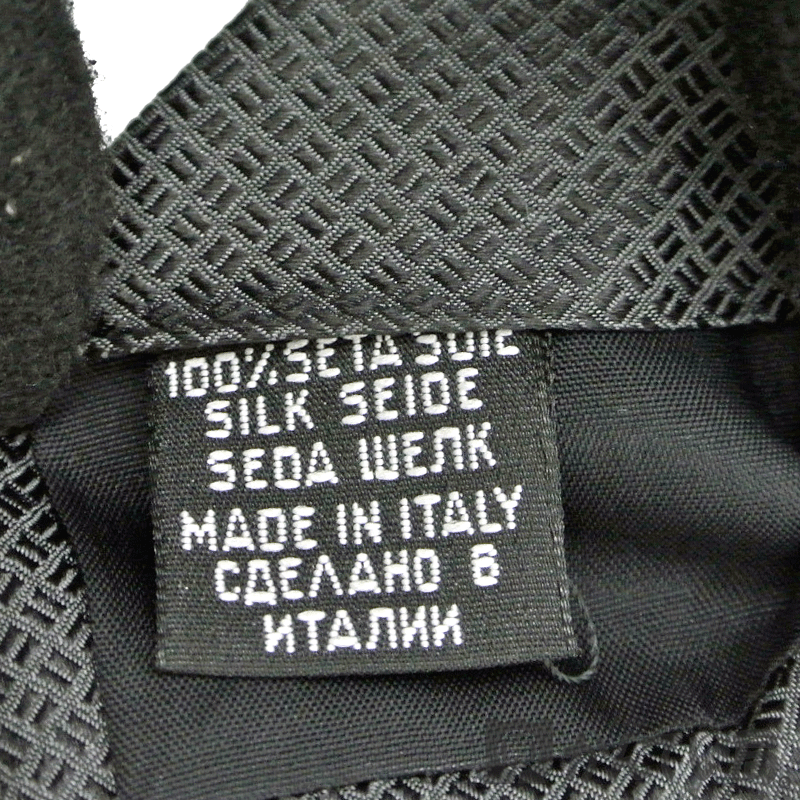 100%SETA SOIE
SILK SEIDE
SEDA ШЕЛК
MADE IN ITALY
СДЕЛАНО В
ИТАЛИИ